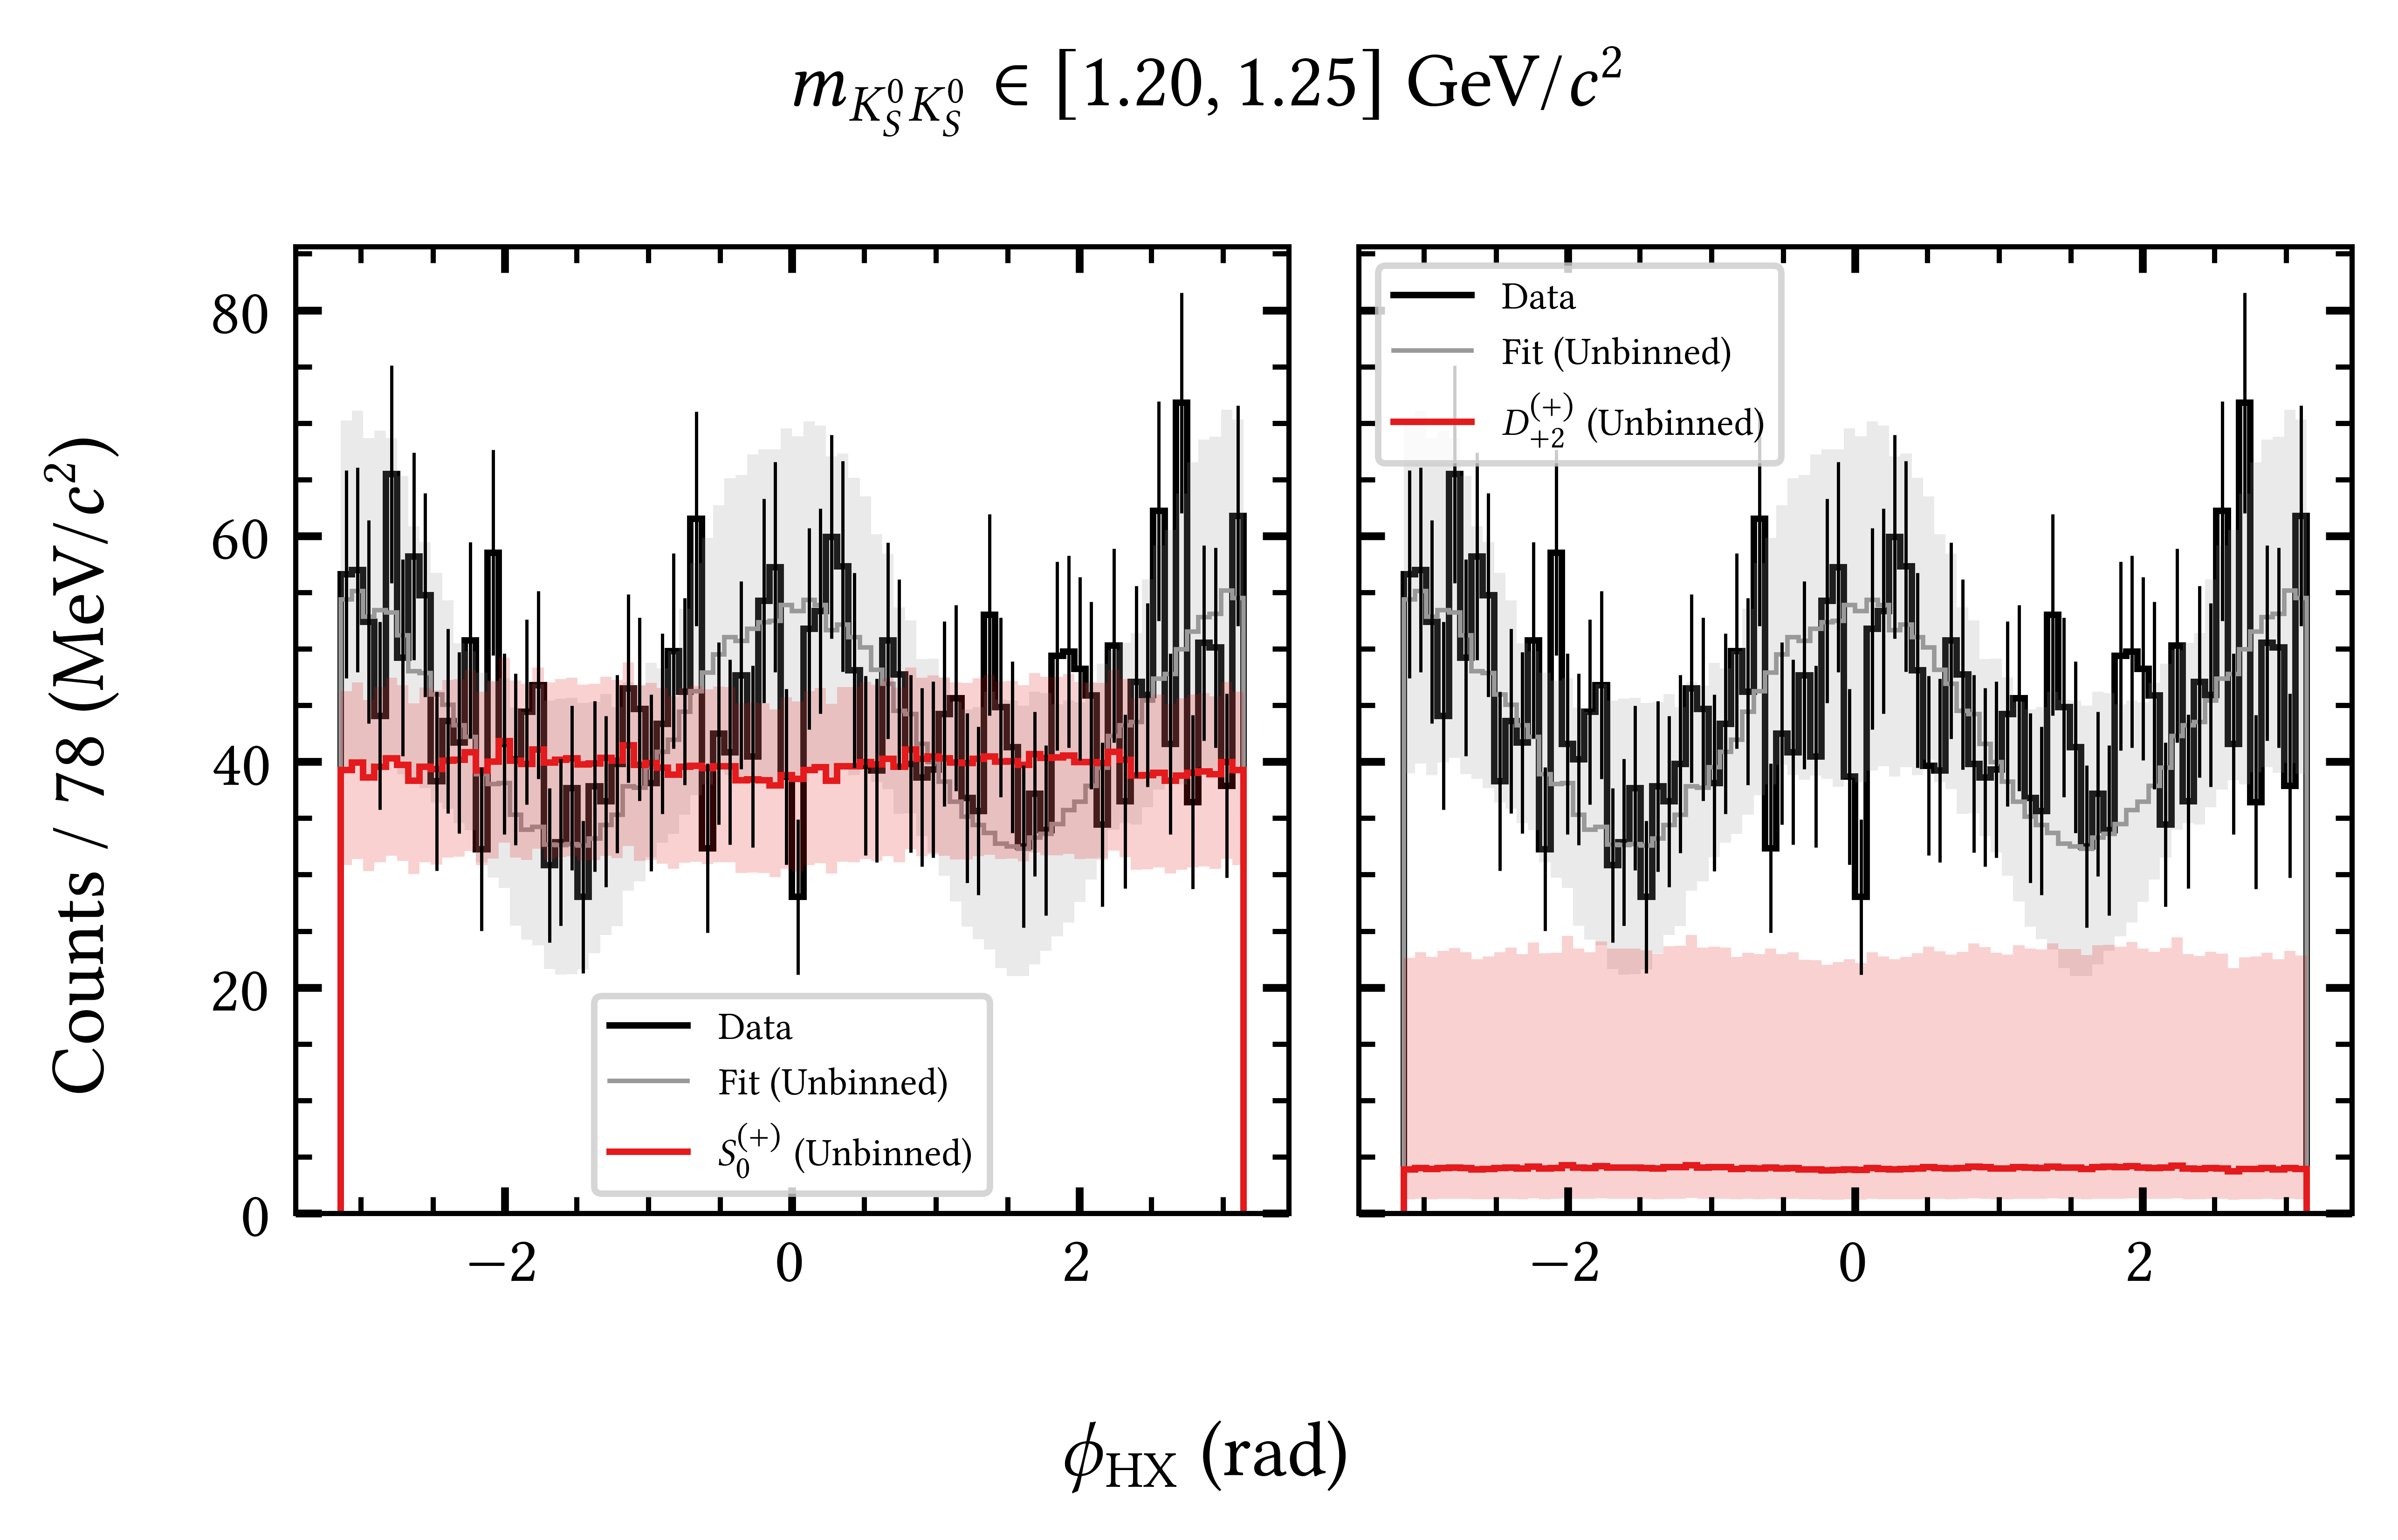 m_{K_S^0 K_S^0} ∈ [1.20, 1.25] GeV/c²
Counts / 78 (MeV/c²)
80
60
40
20
0
−2
0
2
Data
Fit (Unbinned)
S_0^{(+)} (Unbinned)
Data
Fit (Unbinned)
D_{+2}^{(+)} (Unbinned)
−2
0
2
ϕ_{HX} (rad)